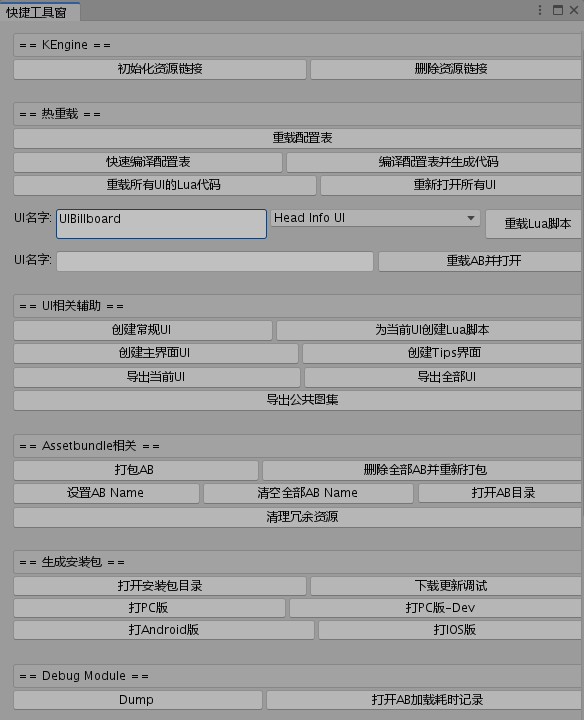 快捷工具窗
== KEngine ==
初始化资源链接 删除资源链接
== 热重载 ==
重载配置表
快速编译配置表 编译配置表并生成代码
重载所有UI的Lua代码 重新打开所有UI
UI名字: UIBillboard Head Info UI 重载Lua脚本
UI名字: 重载AB并打开
== UI相关辅助 ==
创建常规UI 为当前UI创建Lua脚本
创建主界面UI 创建Tips界面
导出当前UI 导出全部UI
导出公共图集
== Assetbundle相关 ==
打包AB 删除全部AB并重新打包
设置AB Name 清空全部AB Name 打开AB目录
清理冗余资源
== 生成安装包 ==
打开安装包目录 下载更新调试
打PC版 打PC版-Dev
打Android版 打IOS版
== Debug Module ==
Dump 打开AB加载耗时记录